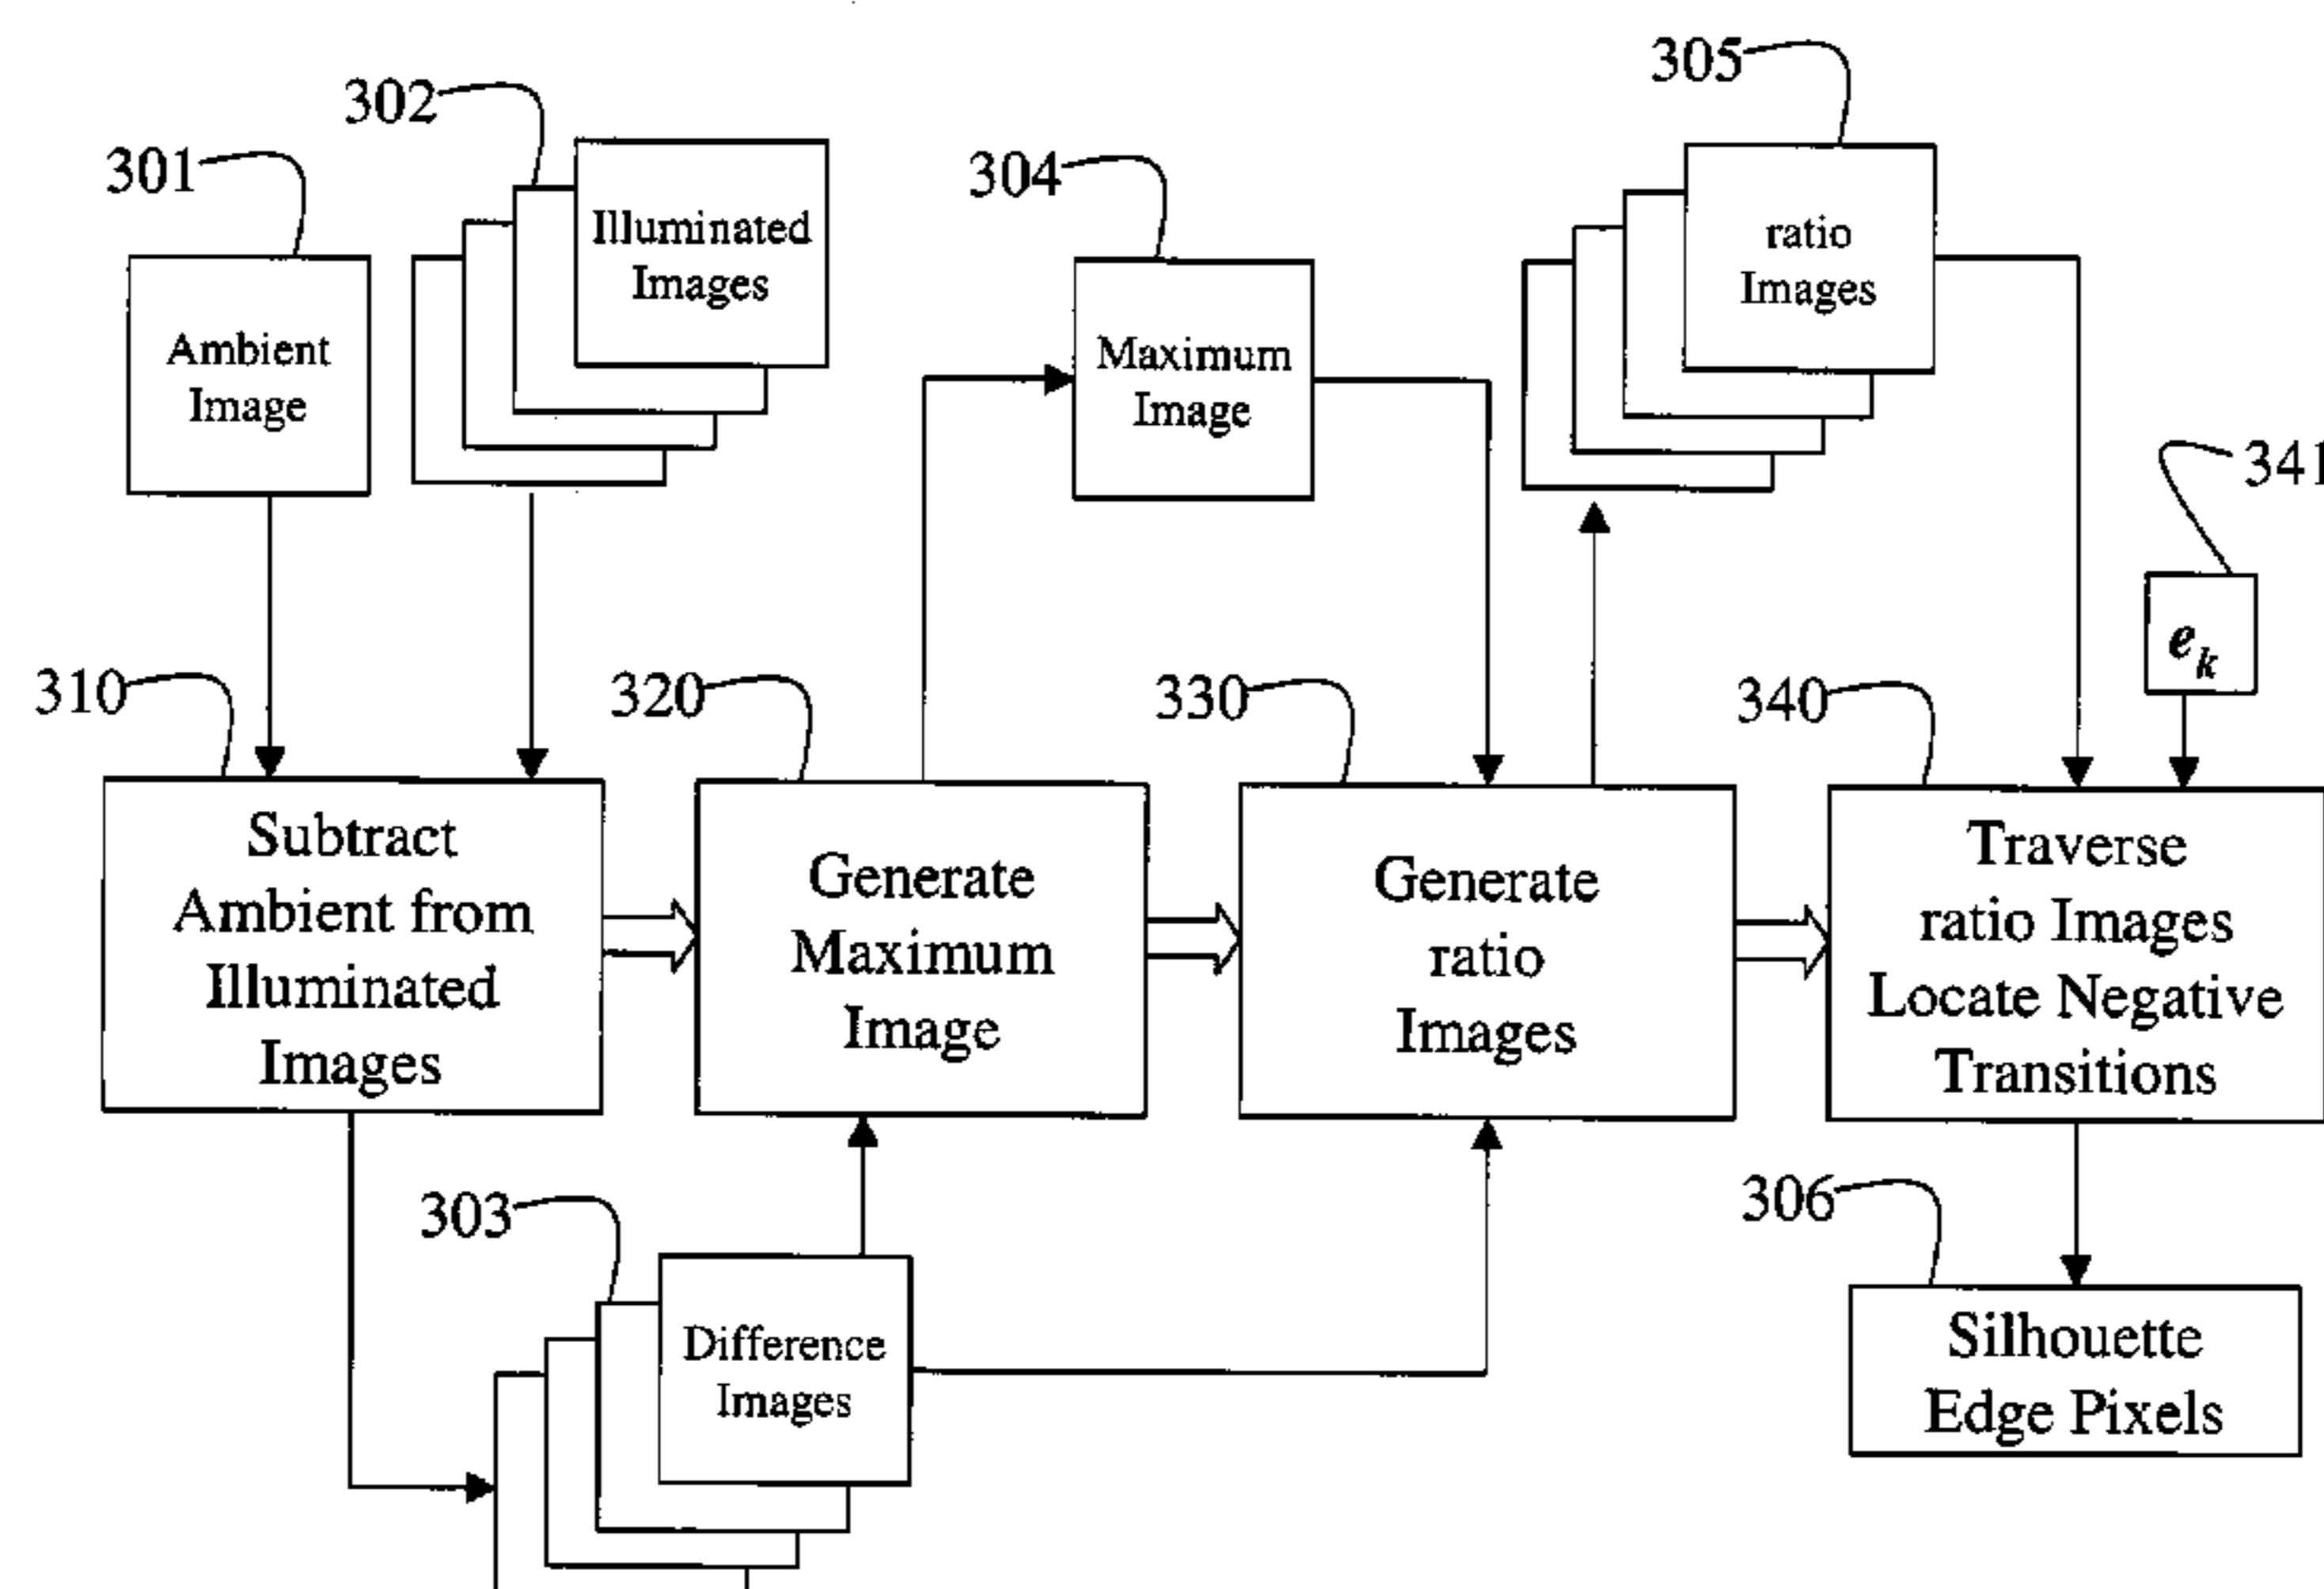 305
302
301
304
Illuminated
Images
ratio
Images
Ambient
Image
Maximum
Image
341
e_k
310
320
330
340
Subtract
Ambient from
Illuminated
Images
Generate
Maximum
Image
Generate
ratio
Images
Traverse
ratio Images
Locate Negative
Transitions
303
306
Difference
Images
Silhouette
Edge Pixels